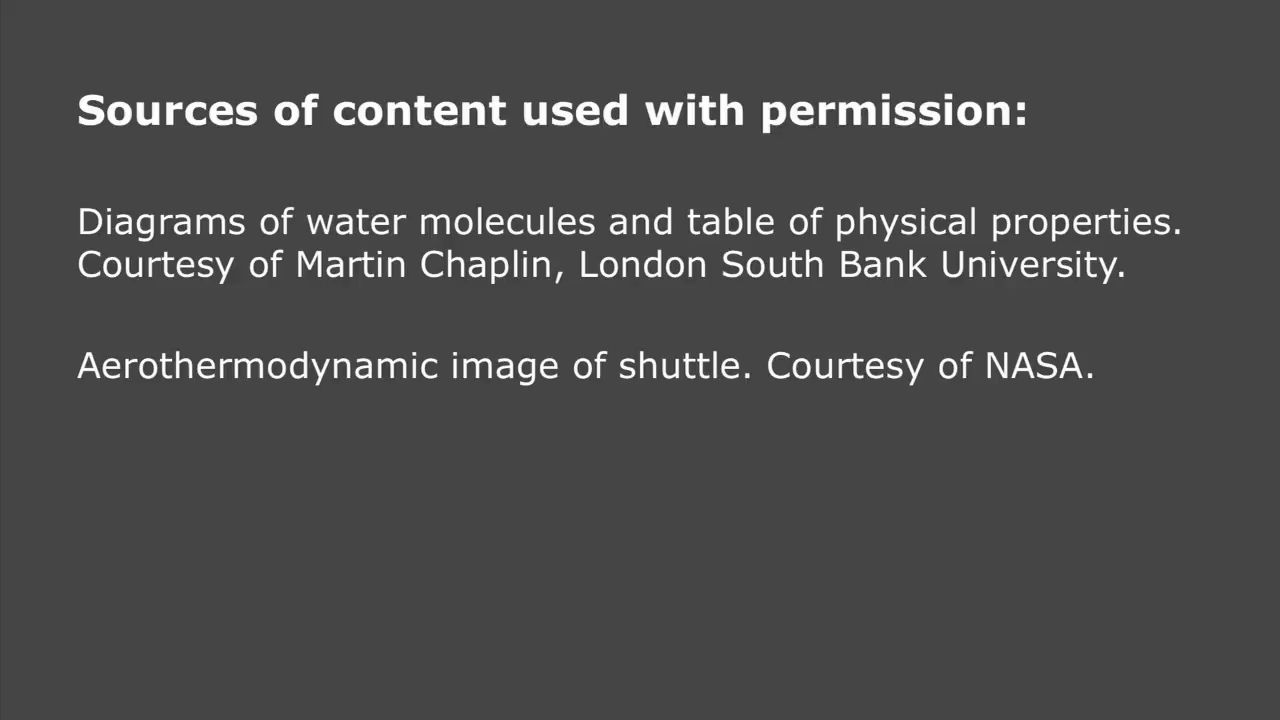 Sources of content used with permission:
Diagrams of water molecules and table of physical properties.
Courtesy of Martin Chaplin, London South Bank University.
Aerothermodynamic image of shuttle. Courtesy of NASA.